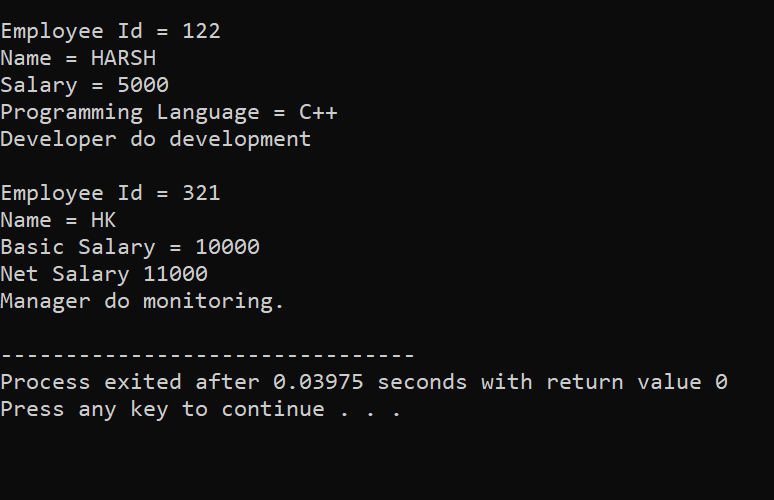 Employee Id = 122
Name = HARSH
Salary = 5000
Programming Language = C++
Developer do development
Employee Id = 321
Name = HK
Basic Salary = 10000
Net Salary 11000
Manager do monitoring.
--------------------------------
Process exited after 0.03975 seconds with return value 0
Press any key to continue . . .